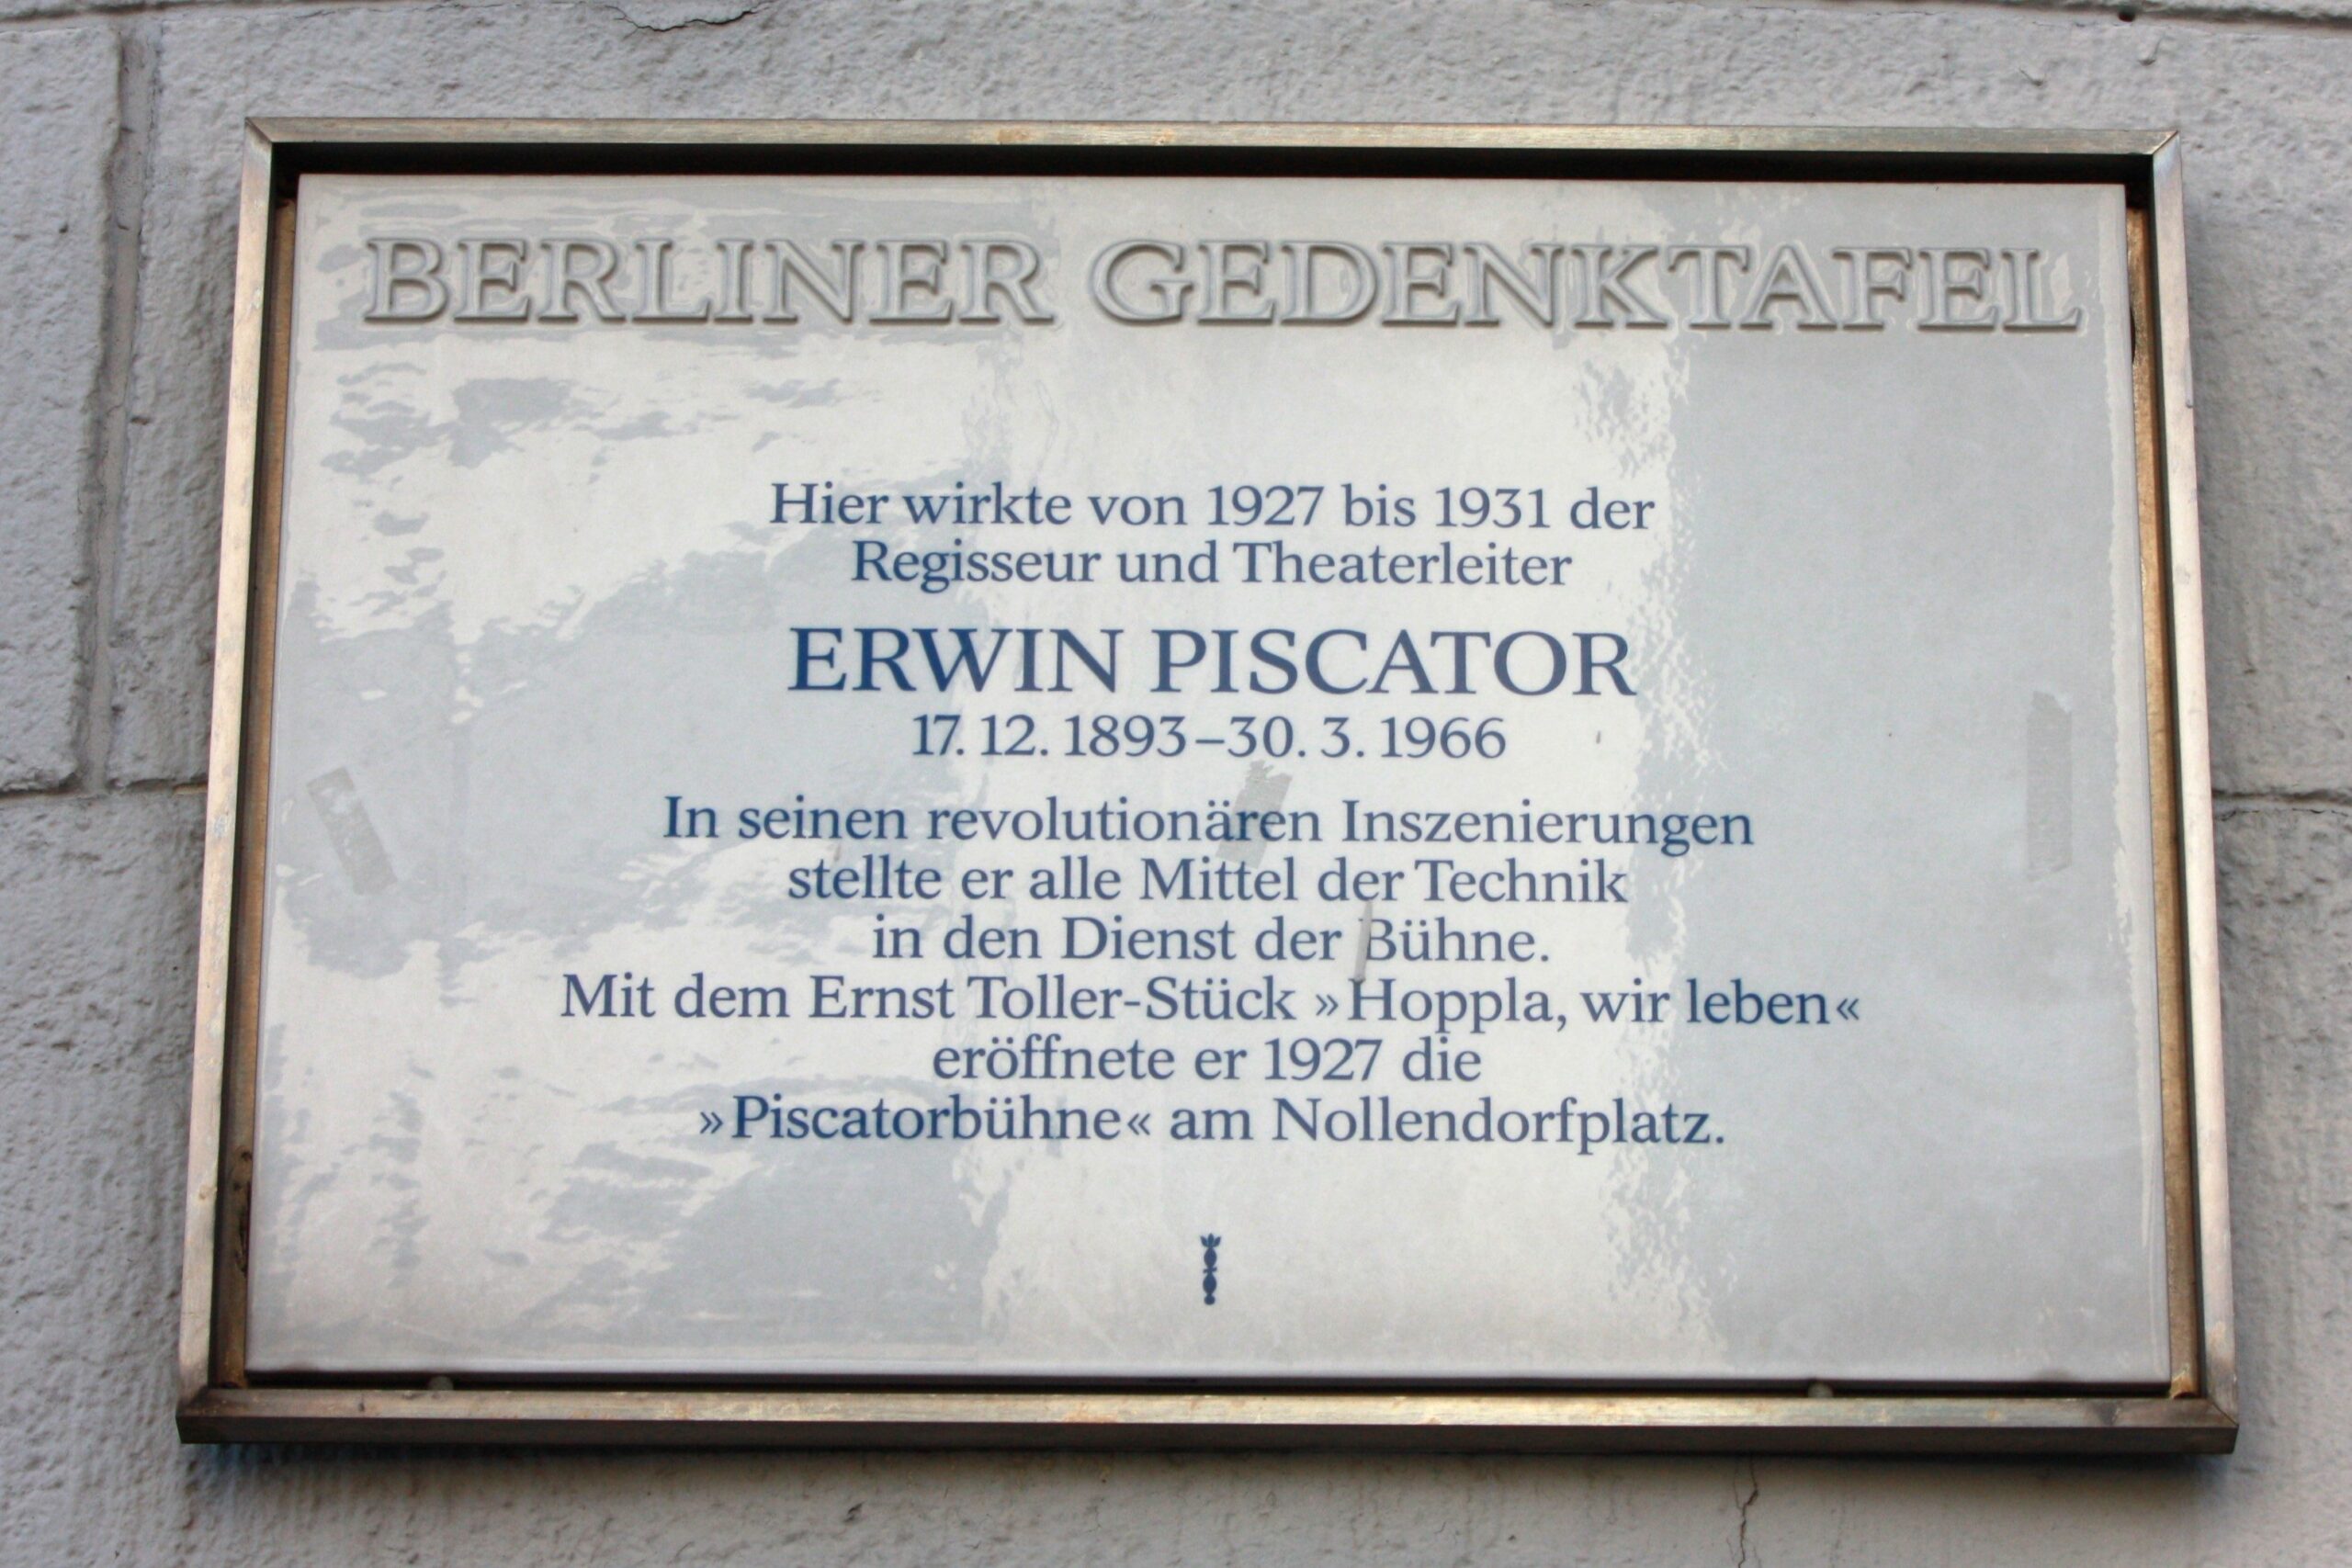 BERLINER GEDENKTAFEL
Hier wirkte von 1927 bis 1931 der
Regisseur und Theaterleiter
ERWIN PISCATOR
17. 12. 1893 – 30. 3. 1966
In seinen revolutionären Inszenierungen
stellte er alle Mittel der Technik
in den Dienst der Bühne.
Mit dem Ernst Toller-Stück »Hoppla, wir leben«
eröffnete er 1927 die
»Piscatorbühne« am Nollendorfplatz.